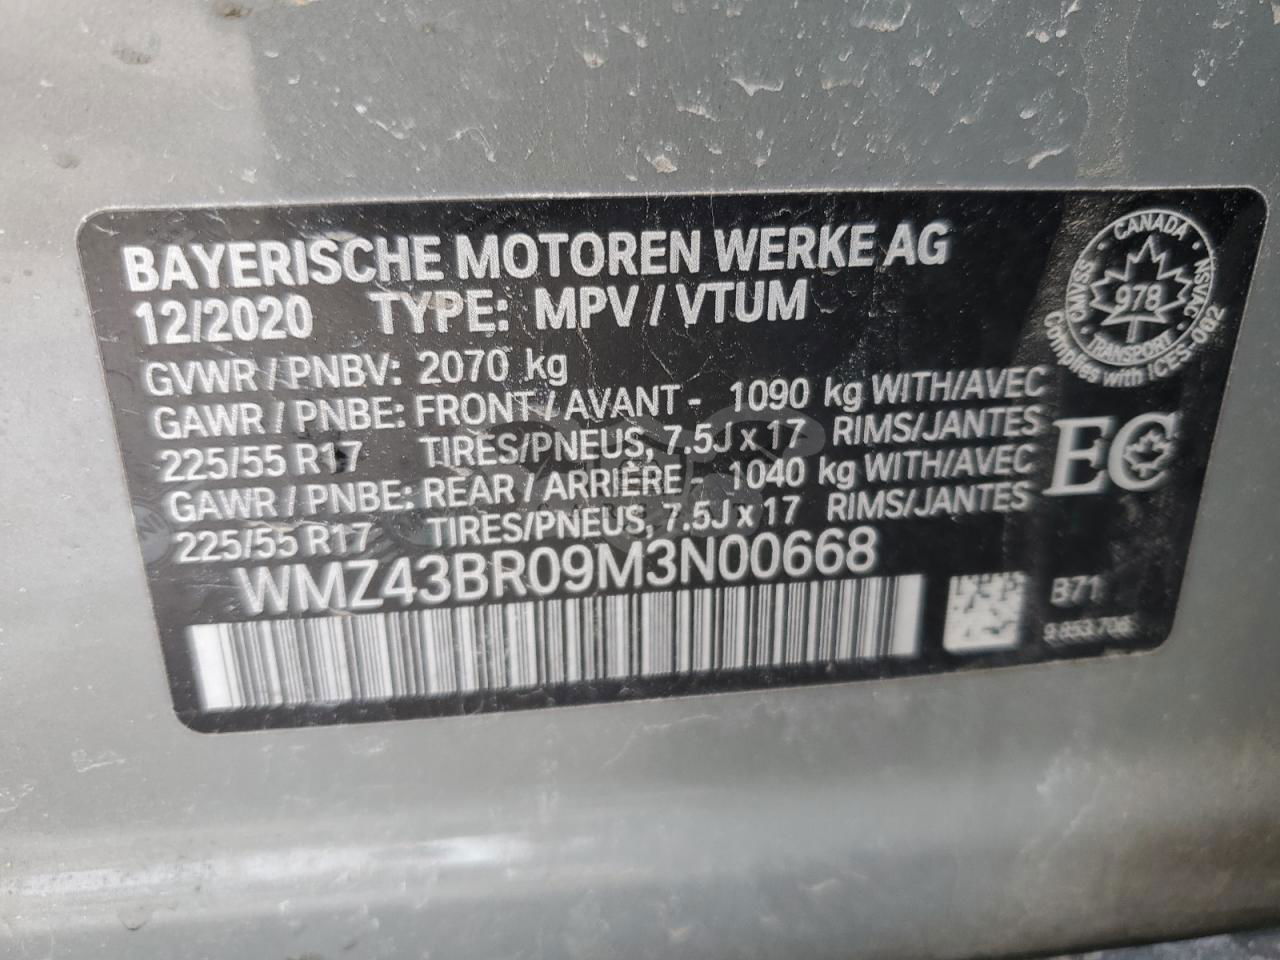 BAYERISCHE MOTOREN WERKE AG
12/2020 TYPE: MPV / VTUM
GVWR / PNBV: 2070 kg
GAWR / PNBE: FRONT / AVANT - 1090 kg WITH/AVEC
225/55 R17 TIRES/PNEUS, 7.5J x 17 RIMS/JANTES
GAWR / PNBE: REAR / ARRIÈRE - 1040 kg WITH/AVEC
225/55 R17 TIRES/PNEUS, 7.5J x 17 RIMS/JANTES
WMZ43BR09M3N00668
CANADA
CMVSS
NSVAC
978
TRANSPORT
Complies with ICES-002
EC
B71